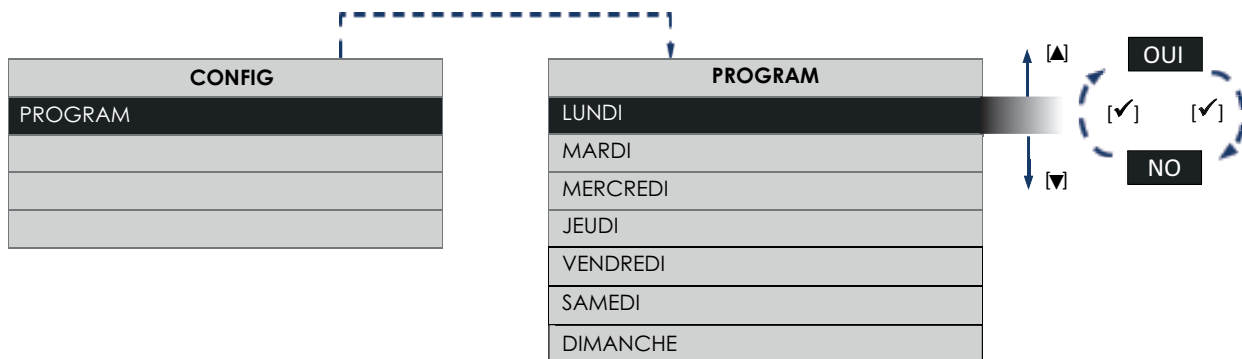 CONFIG
PROGRAM
PROGRAM
LUNDI
MARDI
MERCREDI
JEUDI
VENDREDI
SAMEDI
DIMANCHE
[▲]
[▼]
OUI
[✔] [✔]
NO